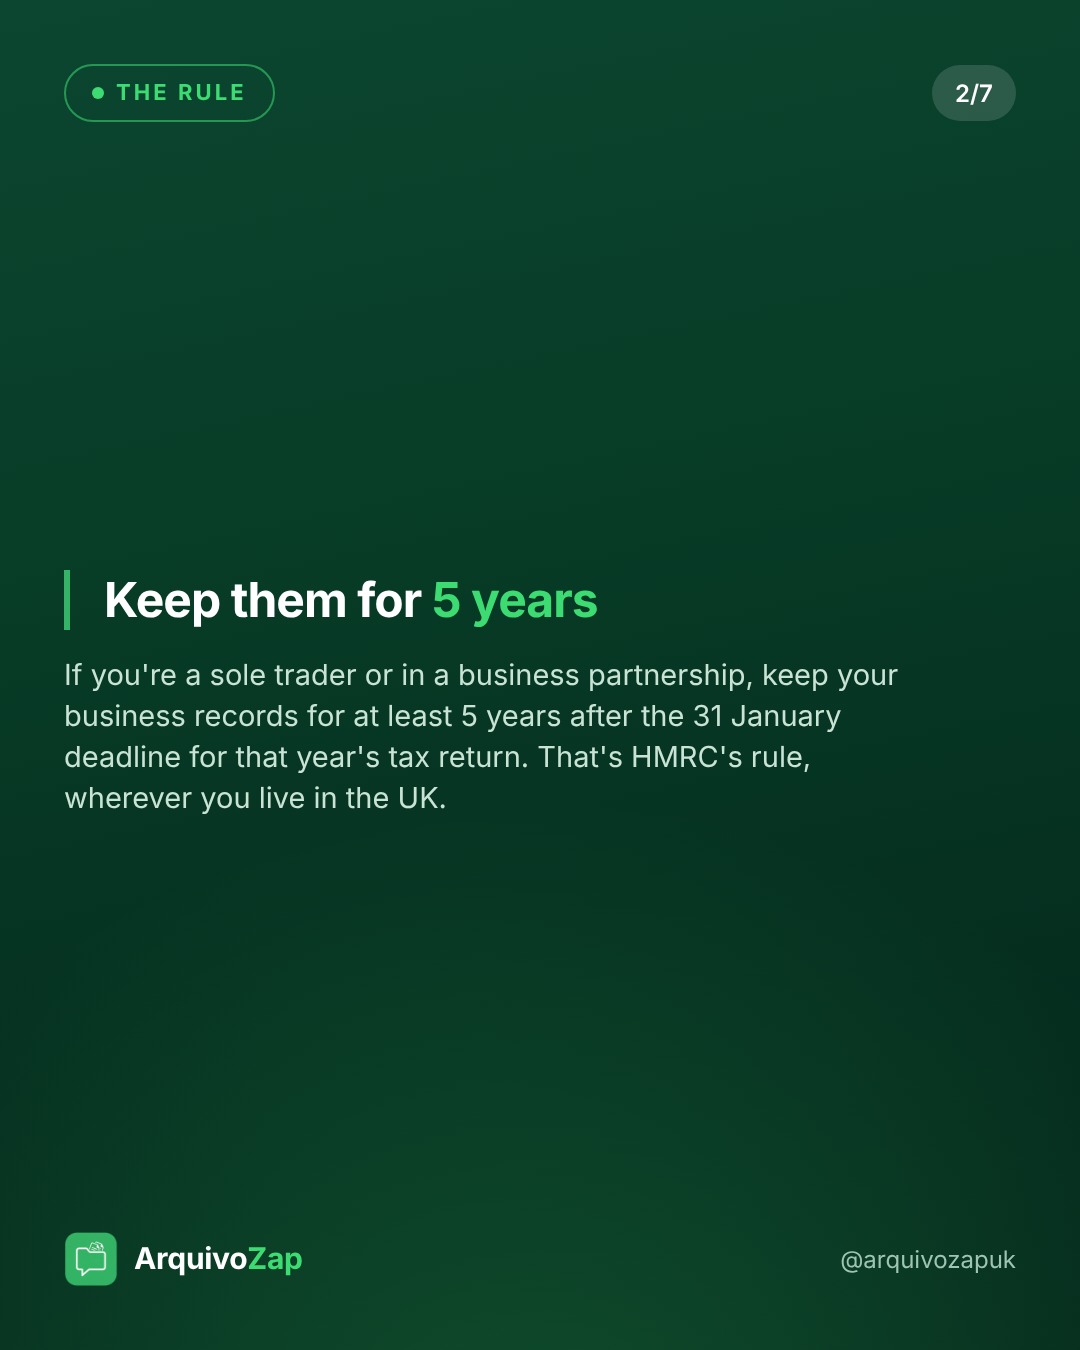 THE RULE
2/7
Keep them for 5 years
If you're a sole trader or in a business partnership, keep your
business records for at least 5 years after the 31 January
deadline for that year's tax return. That's HMRC's rule,
wherever you live in the UK.
ArquivoZap
@arquivozapuk